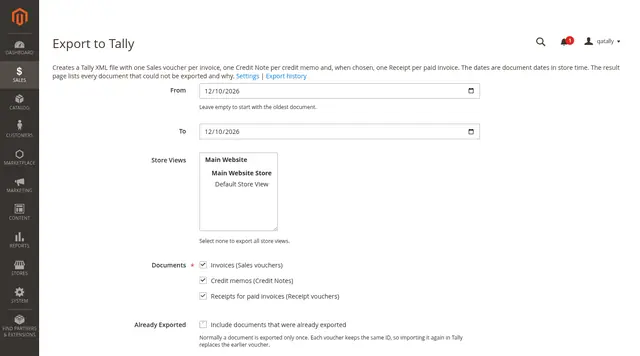 Export to Tally
1
qatally
Creates a Tally XML file with one Sales voucher per invoice, one Credit Note per credit memo and, when chosen, one Receipt per paid invoice. The dates are document dates in store time. The result
page lists every document that could not be exported and why. Settings | Export history
From
12/10/2026
Leave empty to start with the oldest document.
To
12/10/2026
Store Views
Main Website
Main Website Store
Default Store View
Select none to export all store views.
Documents *
Invoices (Sales vouchers)
Credit memos (Credit Notes)
Receipts for paid invoices (Receipt vouchers)
Already Exported
Include documents that were already exported
Normally a document is exported only once. Each voucher keeps the same ID, so importing it again in Tally
replaces the earlier voucher.
DASHBOARD
SALES
CATALOG
CUSTOMERS
MARKETPLACE
MARKETING
CONTENT
REPORTS
STORES
SYSTEM
FIND PARTNERS
& EXTENSIONS